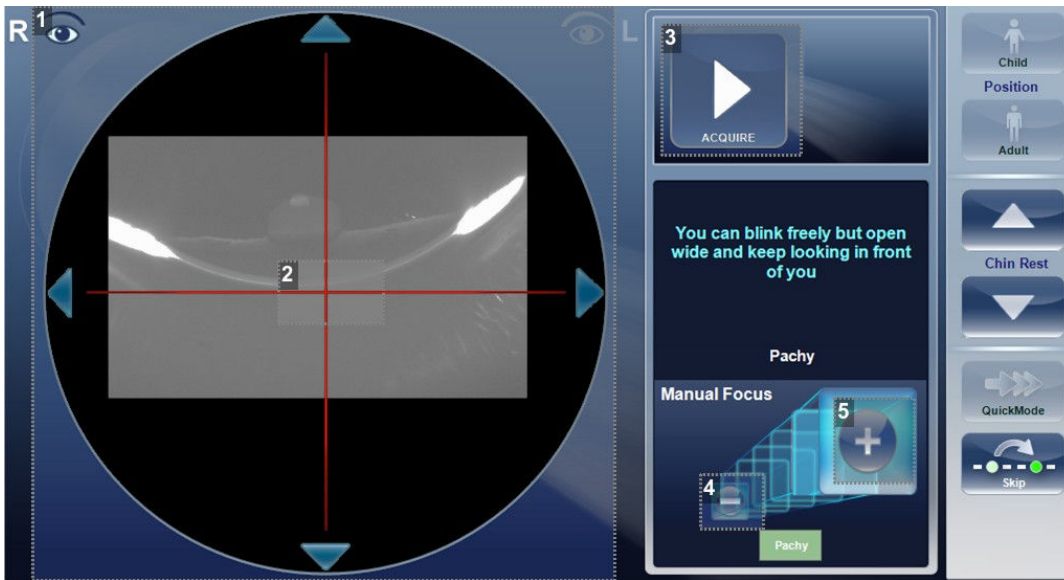 R
1
L
3
ACQUIRE
Child
Position
Adult
You can blink freely but open
wide and keep looking in front
of you
2
Chin Rest
Pachy
Manual Focus
5
4
QuickMode
Skip
Pachy